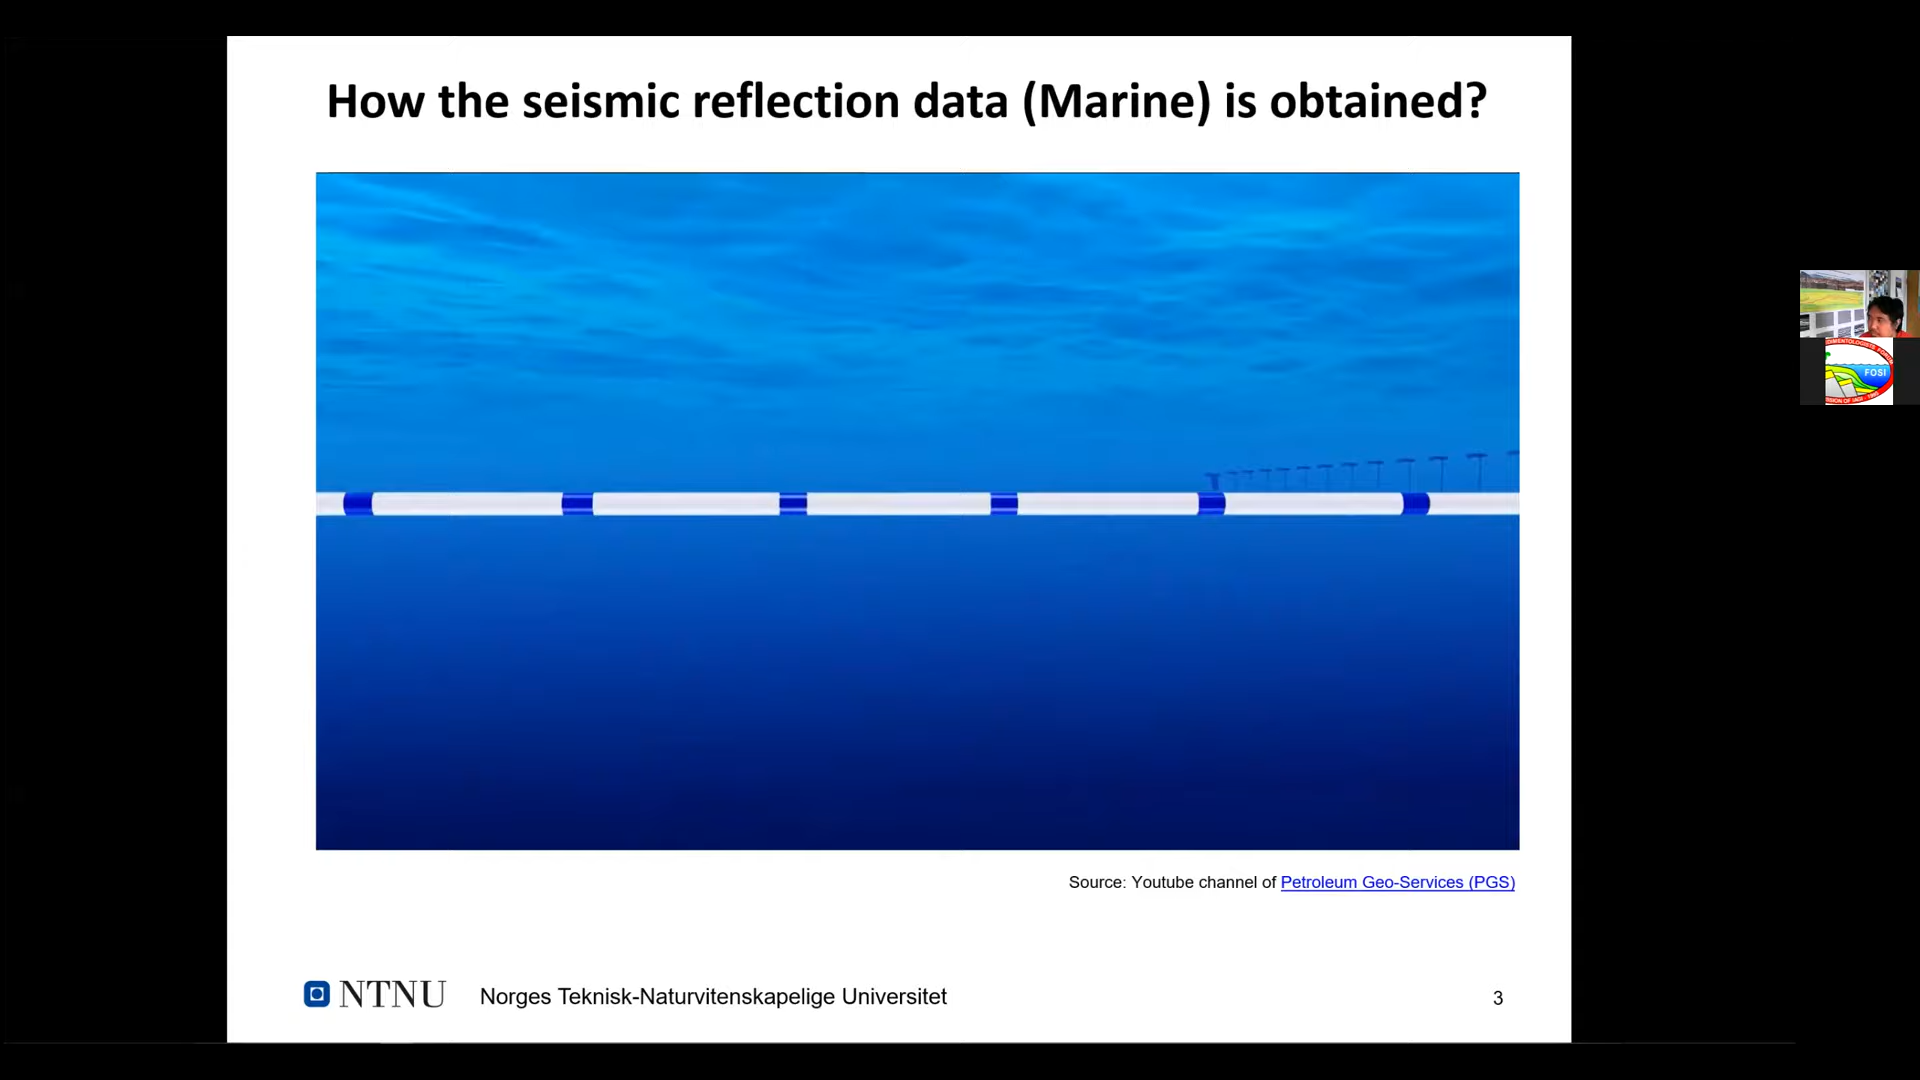 How the seismic reflection data (Marine) is obtained?
Source: Youtube channel of Petroleum Geo-Services (PGS)
NTNU Norges Teknisk-Naturvitenskapelige Universitet
3
FOSI